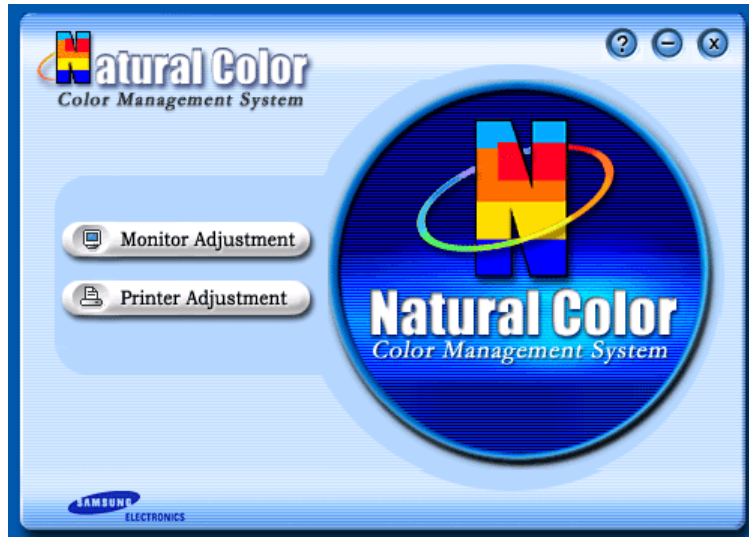 Natural Color
Color Management System
? − x
Monitor Adjustment
Printer Adjustment
N
Natural Color
Color Management System
SAMSUNG
ELECTRONICS